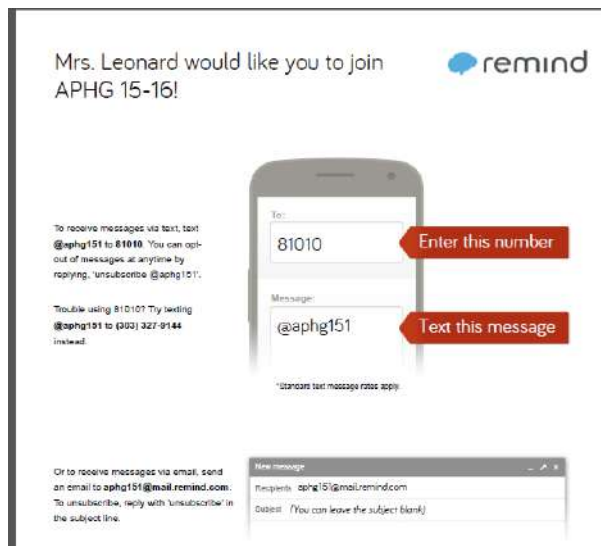 Mrs. Leonard would like you to join
APHG 15-16!
remind
To receive messages via text, text
@aphg151 to 81010. You can opt-
out of messages at anytime by
replying, 'unsubscribe @aphg151'.
Trouble using 81010? Try texting
@aphg151 to (303) 327-9144
instead.
To:
81010
Enter this number
Message:
@aphg151
Text this message
*Standard text message rates apply.
Or to receive messages via email, send
an email to aphg151@mail.remind.com.
To unsubscribe, reply with 'unsubscribe' in
the subject line.
New message
Recipients aphg151@mail.remind.com
Subject (You can leave the subject blank)